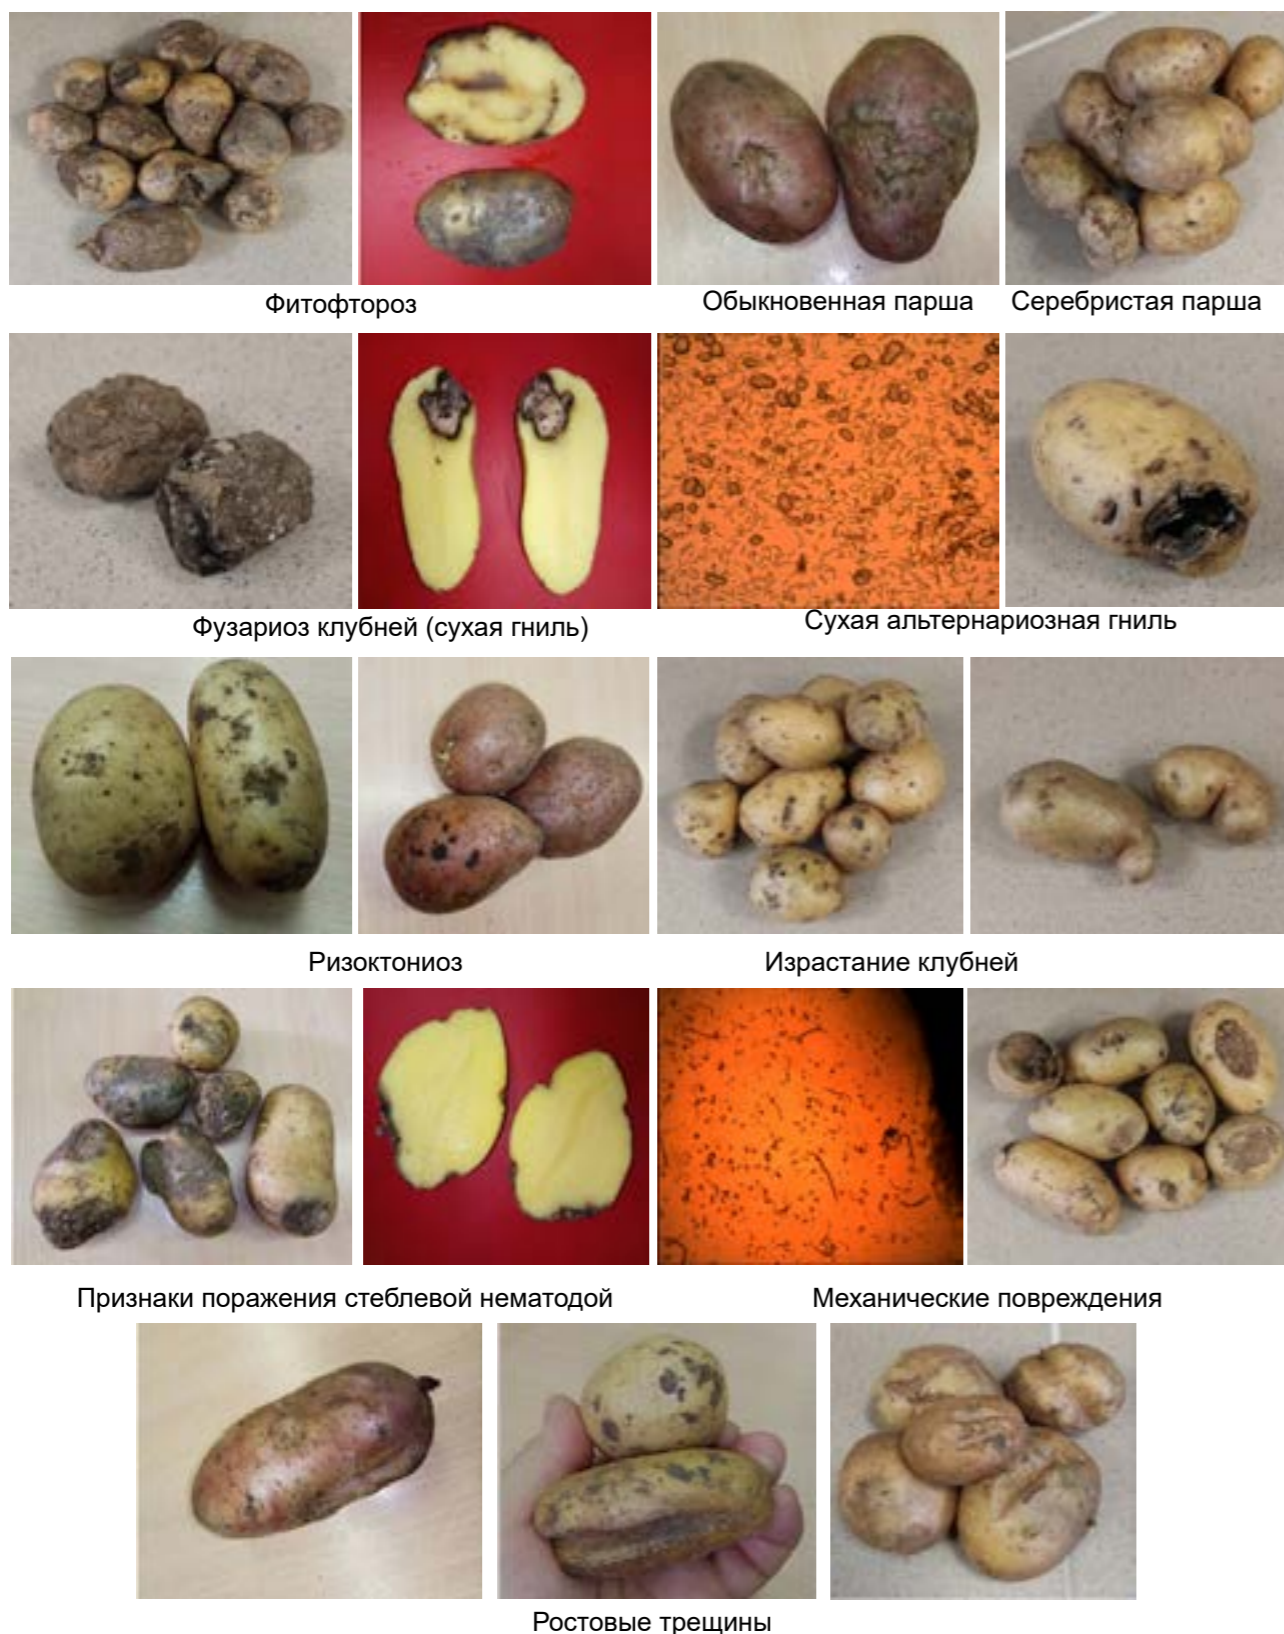 Фитофтороз
Обыкновенная парша
Серебристая парша
Фузариоз клубней (сухая гниль)
Сухая альтернариозная гниль
Ризоктониоз
Израстание клубней
Признаки поражения стеблевой нематодой
Механические повреждения
Ростовые трещины